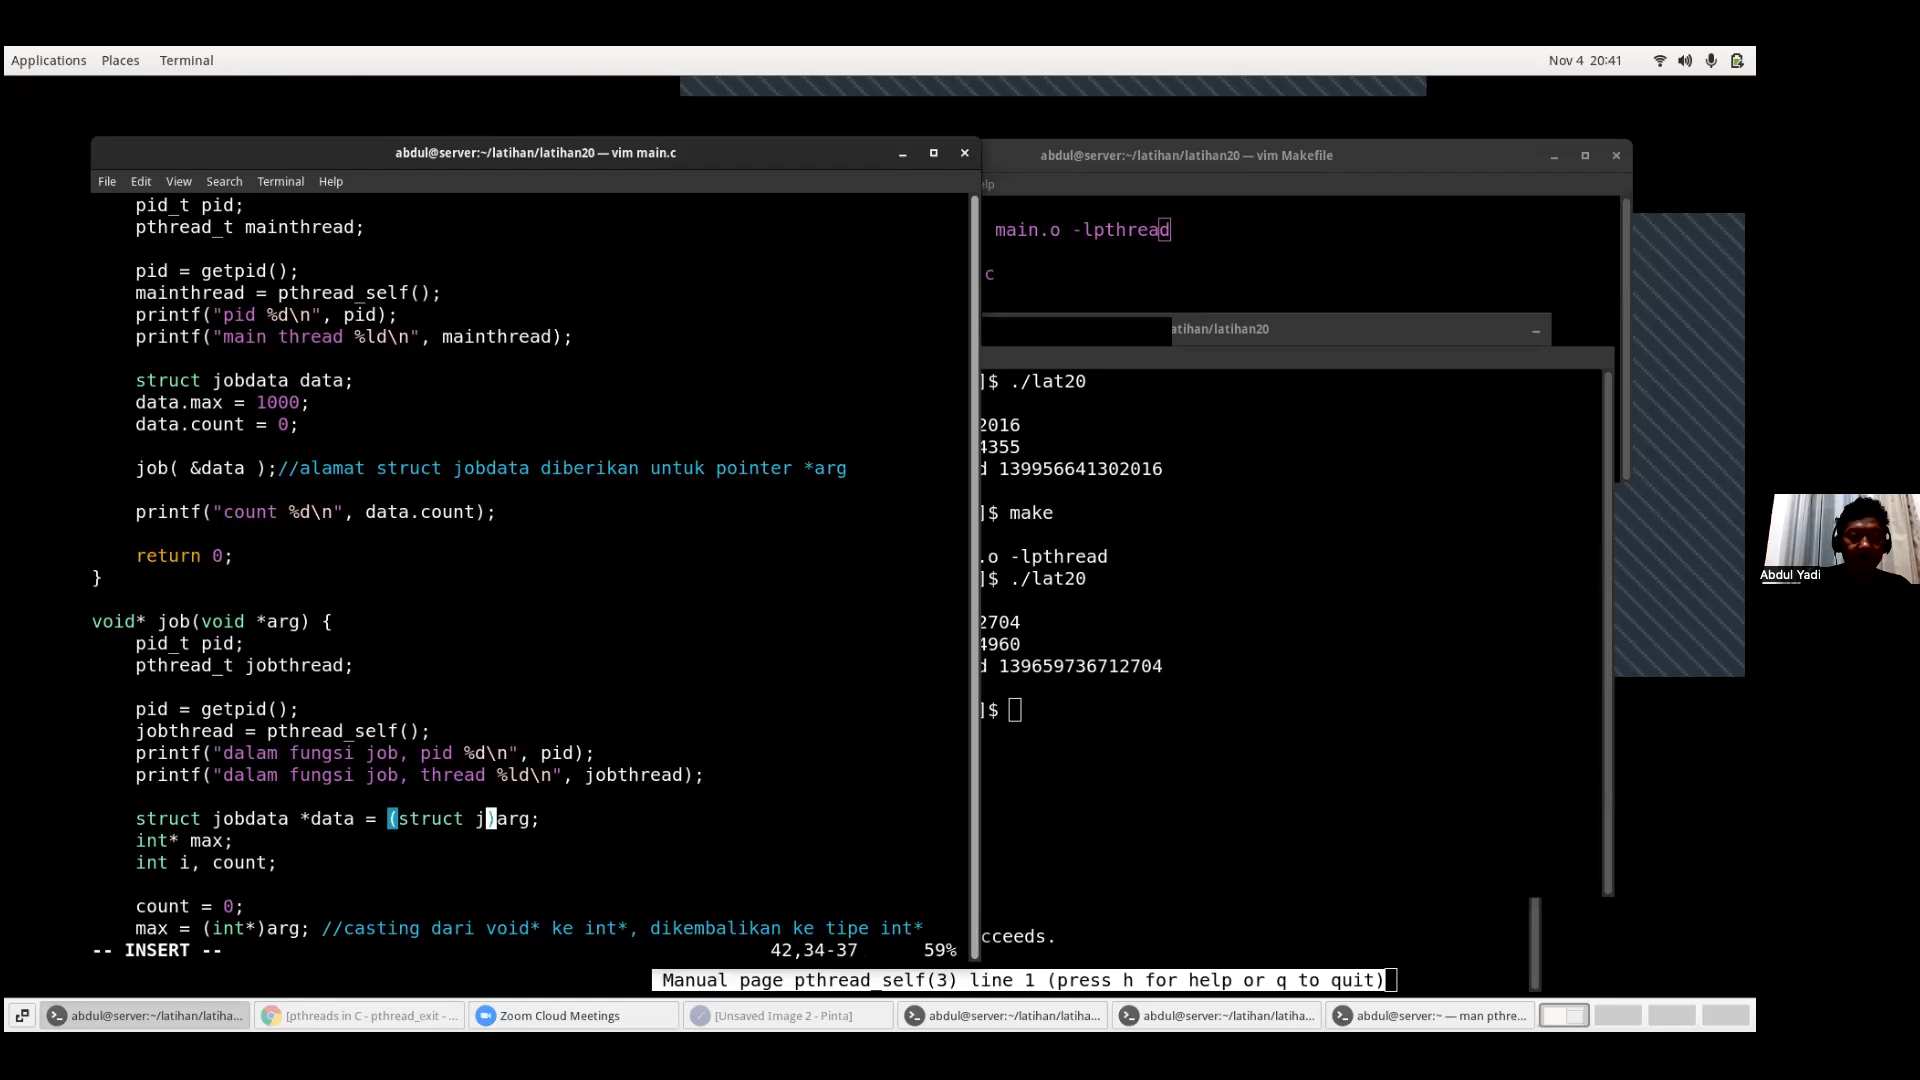 Applications Places Terminal
Nov 4 20:41
abdul@server:~/latihan/latihan20 — vim main.c
File Edit View Search Terminal Help
pid_t pid;
pthread_t mainthread;
pid = getpid();
mainthread = pthread_self();
printf("pid %d\n", pid);
printf("main thread %ld\n", mainthread);
struct jobdata data;
data.max = 1000;
data.count = 0;
job( &data );//alamat struct jobdata diberikan untuk pointer *arg
printf("count %d\n", data.count);
return 0;
}
void* job(void *arg) {
pid_t pid;
pthread_t jobthread;
pid = getpid();
jobthread = pthread_self();
printf("dalam fungsi job, pid %d\n", pid);
printf("dalam fungsi job, thread %ld\n", jobthread);
struct jobdata *data = (struct j)arg;
int* max;
int i, count;
count = 0;
max = (int*)arg; //casting dari void* ke int*, dikembalikan ke tipe int*
-- INSERT -- 42,34-37 59%
abdul@server:~/latihan/latihan20 — vim Makefile
elp
main.o -lpthread
c
atihan/latihan20
]$ ./lat20
2016
4355
d 139956641302016
]$ make
.o -lpthread
]$ ./lat20
2704
4960
d 139659736712704
]$
cceeds.
Manual page pthread_self(3) line 1 (press h for help or q to quit)
Abdul Yadi
abdul@server:~/latihan/latiha...
[pthreads in C - pthread_exit - ...
Zoom Cloud Meetings
[Unsaved Image 2 - Pinta]
abdul@server:~/latihan/latiha...
abdul@server:~/latihan/latiha...
abdul@server:~ — man pthre...